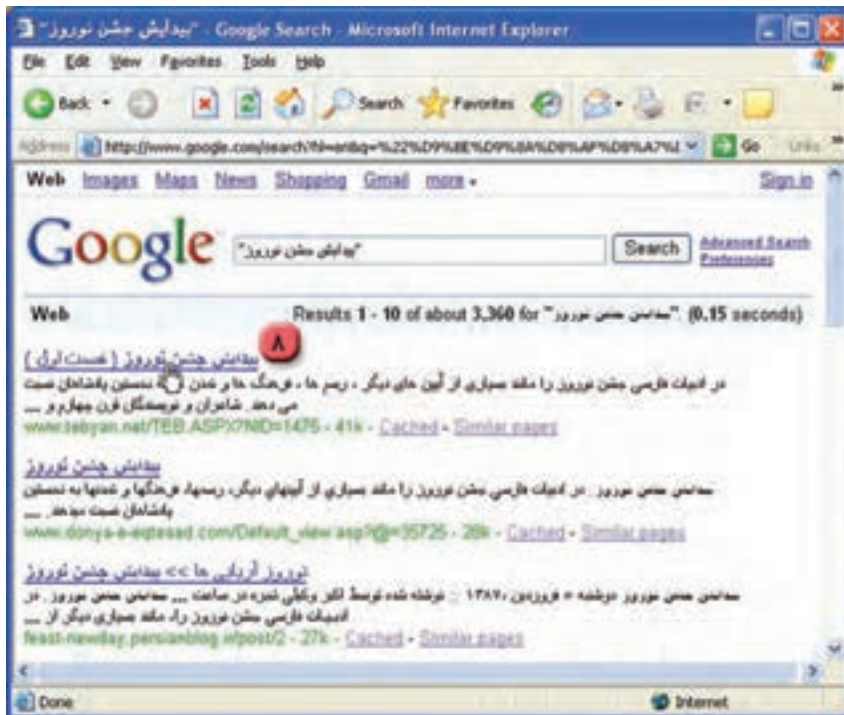 "پیدایش جشن نوروز" - Google Search - Microsoft Internet Explorer
File Edit View Favorites Tools Help
Back Search Favorites
Address http://www.google.com/search?hl=en&q=%22%D9%BE%D9%8A%D8%AF%D8%A7%D Go Links
Web Images Maps News Shopping Gmail more Sign in
Google "پیدایش جشن نوروز" Search Advanced Search
Preferences
Web Results 1 - 10 of about 3,360 for "پیدایش جشن نوروز". (0.15 seconds)
۸
پیدایش جشن نوروز ( قسمت اول )
در ادبیات فارسی جشن نوروز را مانند بسیاری از آیین های دیگر ، رسم ها ، فرهنگ ها و تمدن ها نخستین پادشاهان نسبت
می دهد. شاعران و نویسندگان قرن چهارم و ...
www.tebyan.net/TEB.ASP?NID=1475 - 41k - Cached - Similar pages
پیدایش جشن نوروز
پیدایش جشن نوروز . در ادبیات فارسی جشن نوروز را مانند بسیاری از آیینهای دیگر، رسمها، فرهنگها و تمدنها به نخستین
پادشاهان نسبت میدهد. ...
www.donya-e-eqtesad.com/Default_view.asp?@=35725 - 28k - Cached - Similar pages
نوروز آریایی ها >> پیدایش جشن نوروز
پیدایش جشن نوروز دوشنبه ۵ فروردین ،۱۳۸۷ :: نوشته شده توسط در ساعت ... پیدایش جشن نوروز . در
ادبیات فارسی جشن نوروز را، مانند بسیاری دیگر از ...
feast-newday.persianblog.ir/post/2 - 27k - Cached - Similar pages
Done Internet